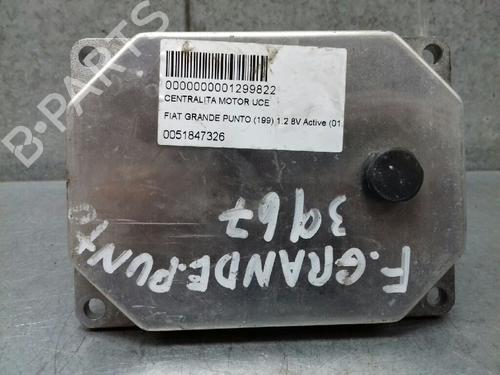 0000000001299822
CENTRALITA MOTOR UCE
FIAT GRANDE PUNTO (199) 1.2 8V Active (01.
0051847326
3967
F.GRANDE.PUNTO
B-PARTS